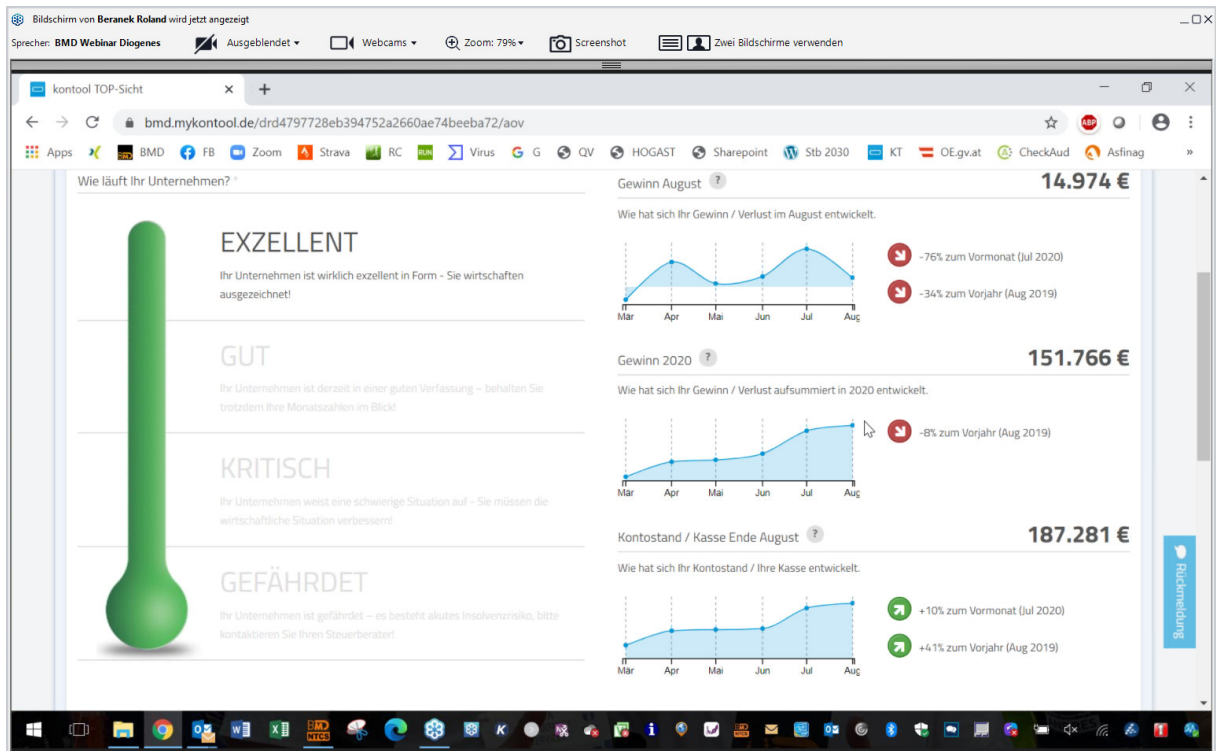 Bildschirm von Beranek Roland wird jetzt angezeigt
Sprecher: BMD Webinar Diogenes
Ausgeblendet
Webcams
Zoom: 79%
Screenshot
Zwei Bildschirme verwenden
kontool TOP-Sicht
bmd.mykontool.de/drd4797728eb394752a2660ae74beeba72/aov
ABP
Apps
BMD
FB
Zoom
Strava
RC
RUN
Virus
G
QV
HOGAST
Sharepoint
Stb 2030
KT
OE.gv.at
CheckAud
Asfinag
»
Wie läuft Ihr Unternehmen? *
EXZELLENT
Ihr Unternehmen ist wirklich exzellent in Form - Sie wirtschaften
ausgezeichnet!
GUT
Ihr Unternehmen ist derzeit in einer guten Verfassung – behalten Sie
trotzdem Ihre Monatszahlen im Blick!
KRITISCH
Ihr Unternehmen weist eine schwierige Situation auf - Sie müssen die
wirtschaftliche Situation verbessern!
GEFÄHRDET
Ihr Unternehmen ist gefährdet – es besteht akutes Insolvenzrisiko, bitte
kontaktieren Sie Ihren Steuerberater!
Gewinn August ? 14.974 €
Wie hat sich Ihr Gewinn / Verlust im August entwickelt.
-76% zum Vormonat (Jul 2020)
-34% zum Vorjahr (Aug 2019)
Mär Apr Mai Jun Jul Aug
Gewinn 2020 ? 151.766 €
Wie hat sich Ihr Gewinn / Verlust aufsummiert in 2020 entwickelt.
-8% zum Vorjahr (Aug 2019)
Mär Apr Mai Jun Jul Aug
Kontostand / Kasse Ende August ? 187.281 €
Wie hat sich Ihr Kontostand / Ihre Kasse entwickelt.
+10% zum Vormonat (Jul 2020)
+41% zum Vorjahr (Aug 2019)
Mär Apr Mai Jun Jul Aug
Rückmeldung
BMD
NTCS